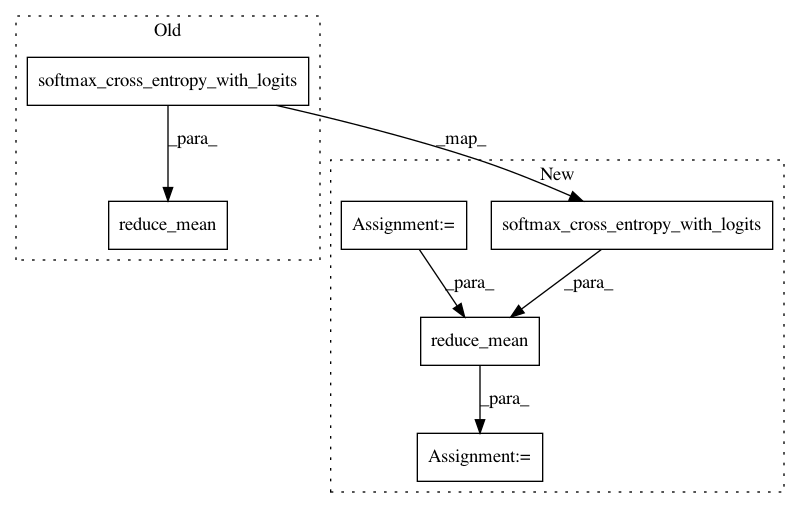 Old
softmax_cross_entropy_with_logits
_para_
_map_
reduce_mean
New
Assignment:=
softmax_cross_entropy_with_logits
_para_
_para_
reduce_mean
_para_
Assignment:=